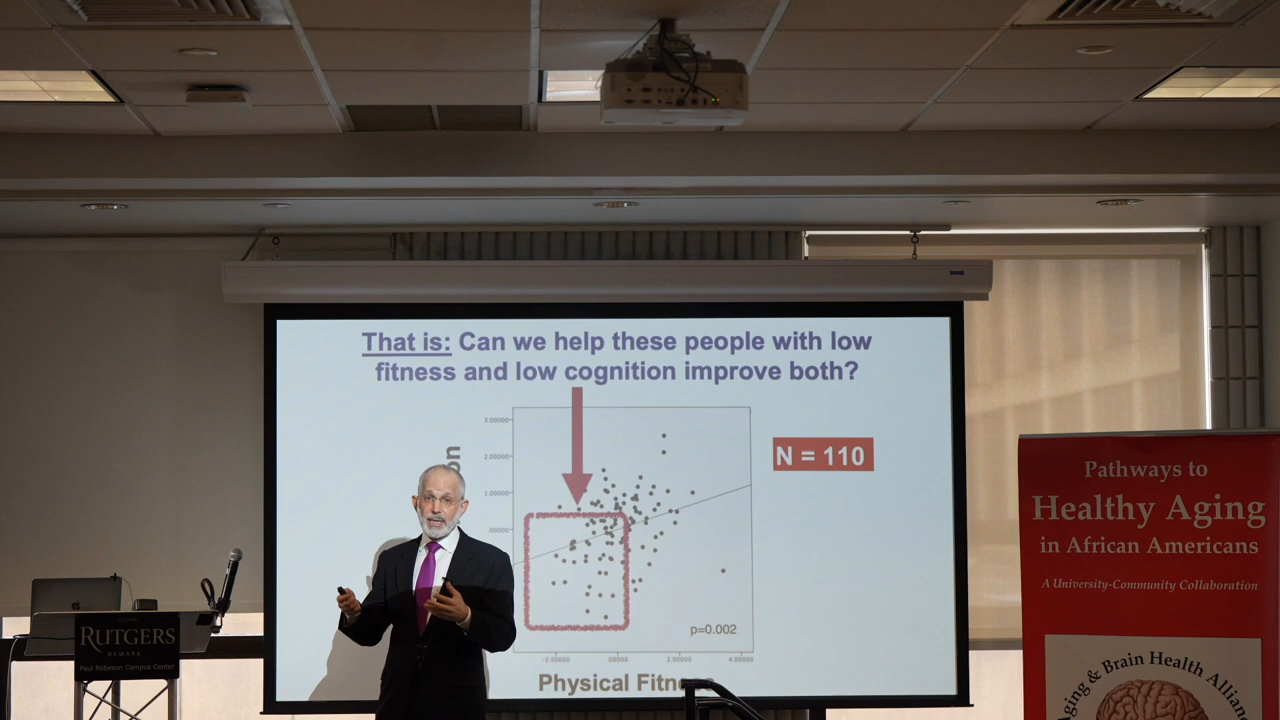 That is: Can we help these people with low
fitness and low cognition improve both?
3.00000
2.00000
1.00000
.00000
N = 110
p=0.002
-2.00000
.00000
2.00000
4.00000
on
Physical Fitne
RUTGERS
NEWARK
Paul Robeson Campus Center
Pathways to
Healthy Aging
in African Americans
A University-Community Collaboration
Aging & Brain Health Allian